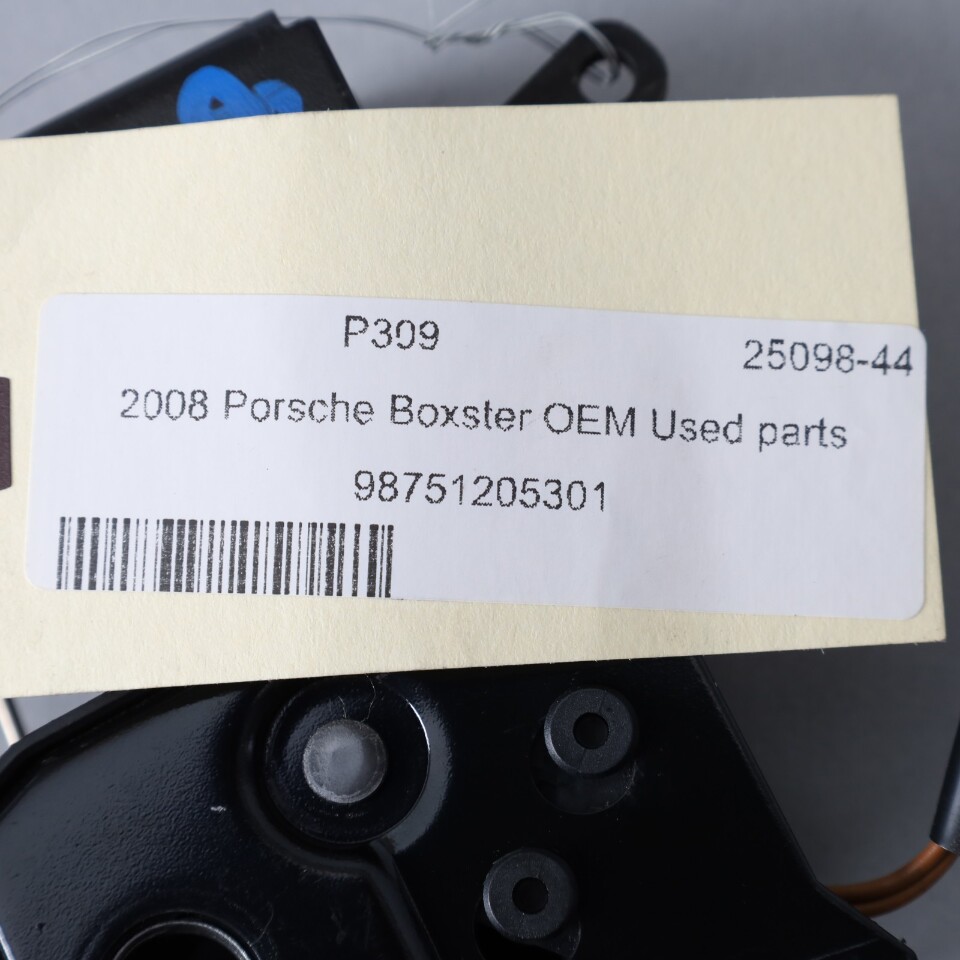 P309
25098-44
2008 Porsche Boxster OEM Used parts
98751205301